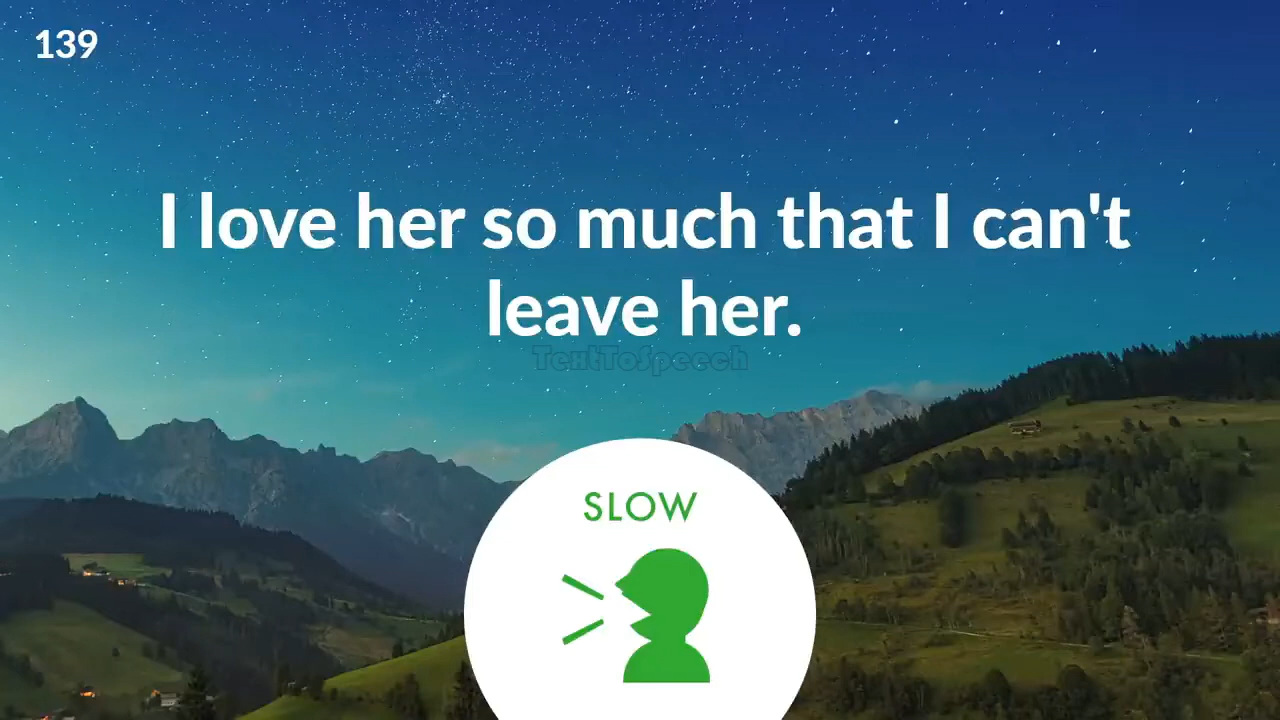 139
I love her so much that I can't
leave her.
TextToSpeech
SLOW